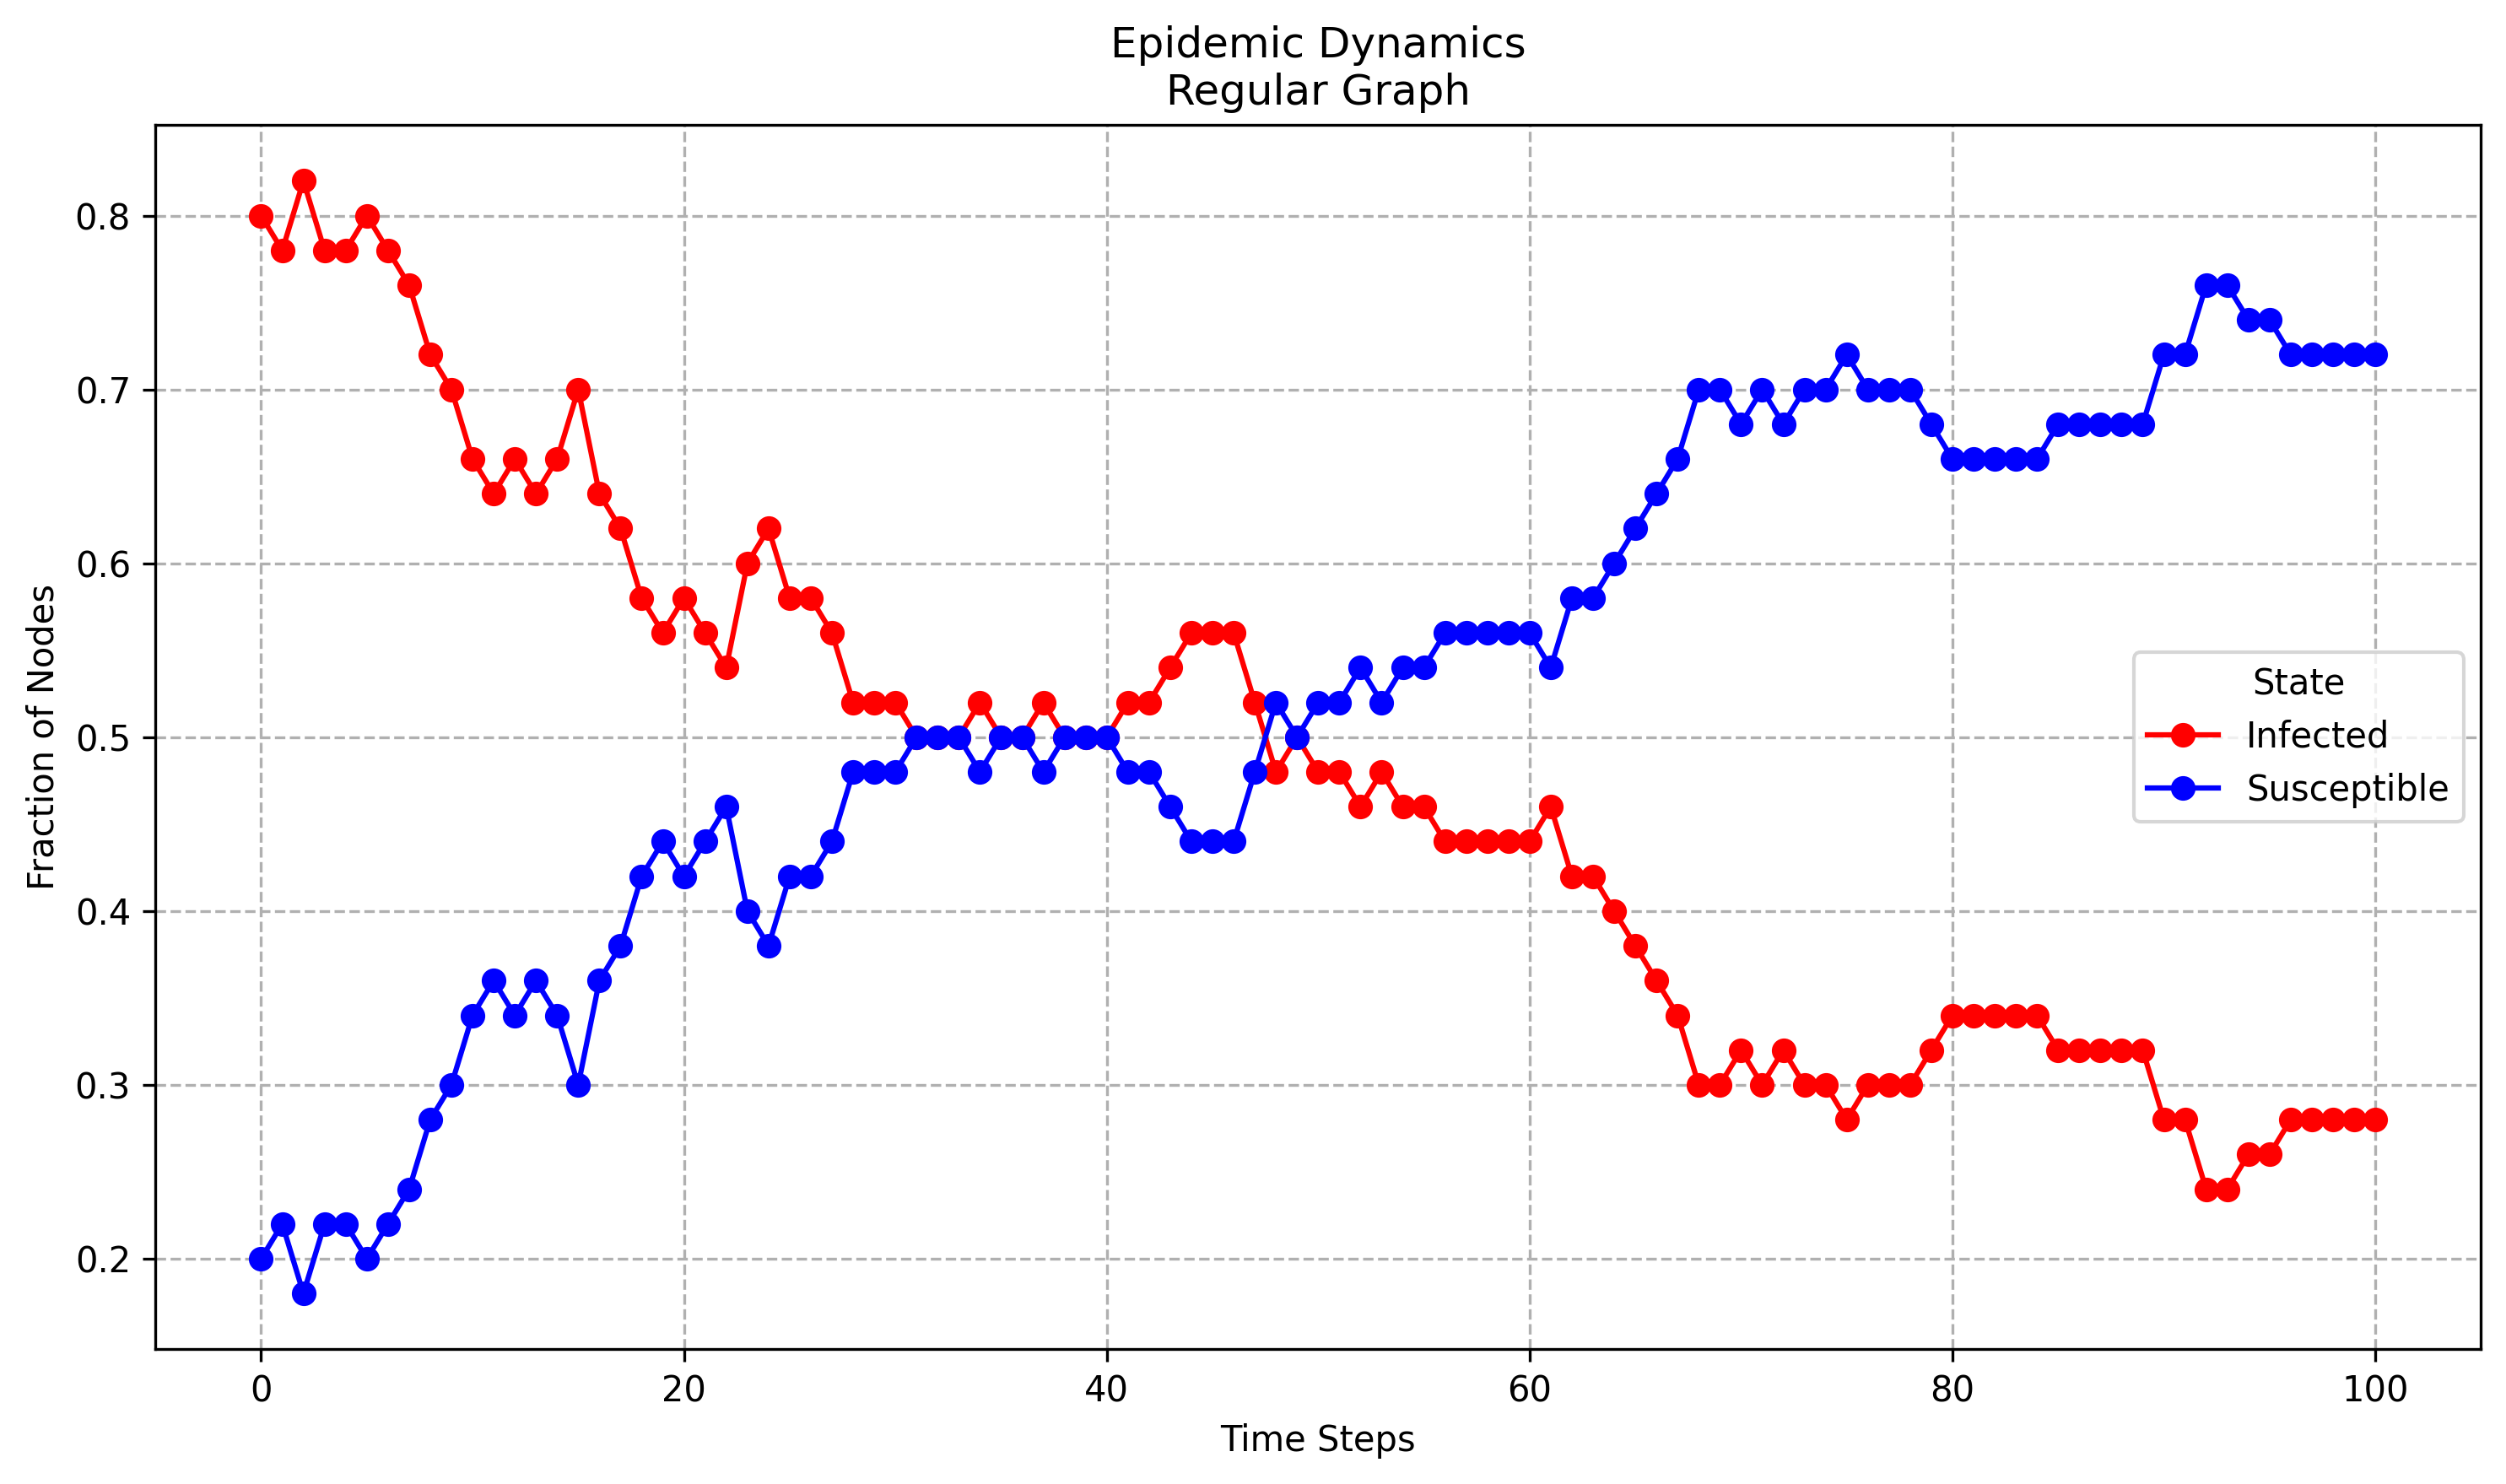 Epidemic Dynamics
Regular Graph
Fraction of Nodes
0.8
0.7
0.6
0.5
0.4
0.3
0.2
State
Infected
Susceptible
0 20 40 60 80 100
Time Steps